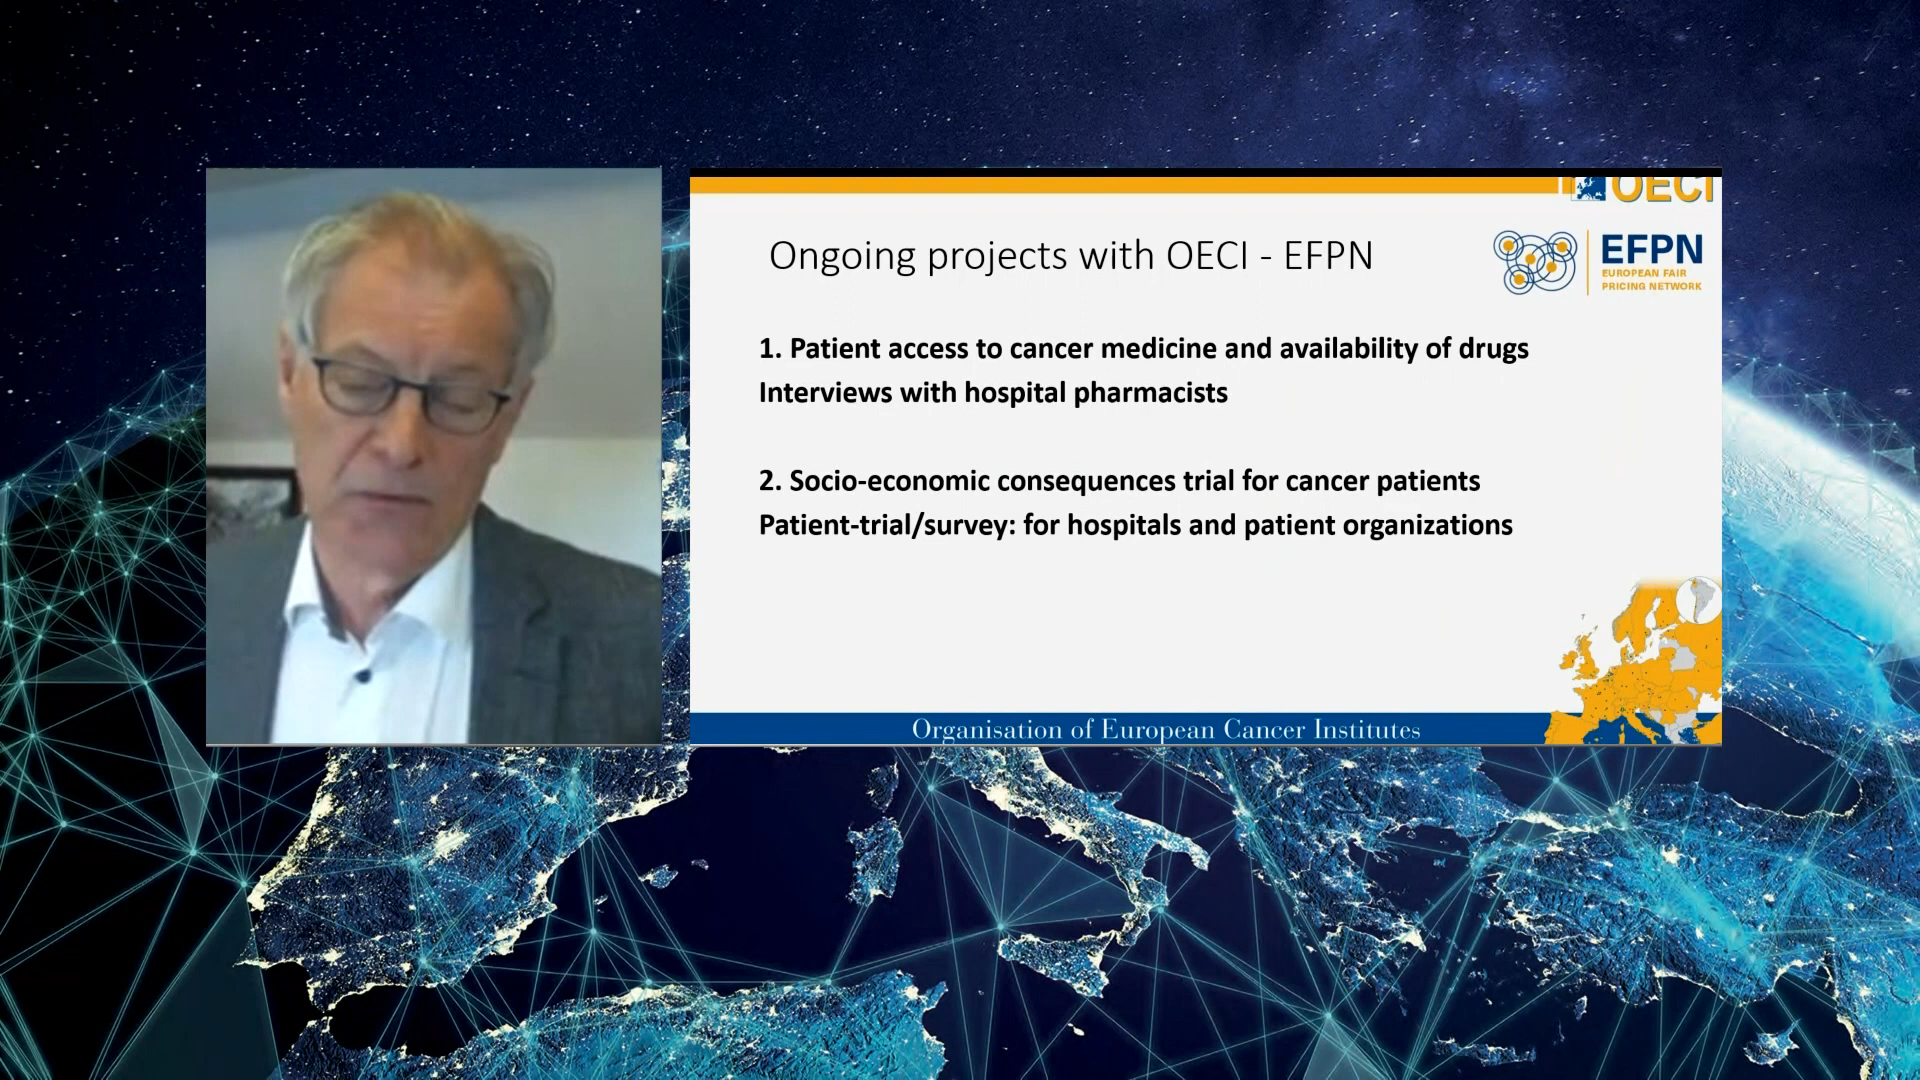 OECI
Ongoing projects with OECI - EFPN
EFPN
EUROPEAN FAIR
PRICING NETWORK
1. Patient access to cancer medicine and availability of drugs
Interviews with hospital pharmacists
2. Socio-economic consequences trial for cancer patients
Patient-trial/survey: for hospitals and patient organizations
Organisation of European Cancer Institutes